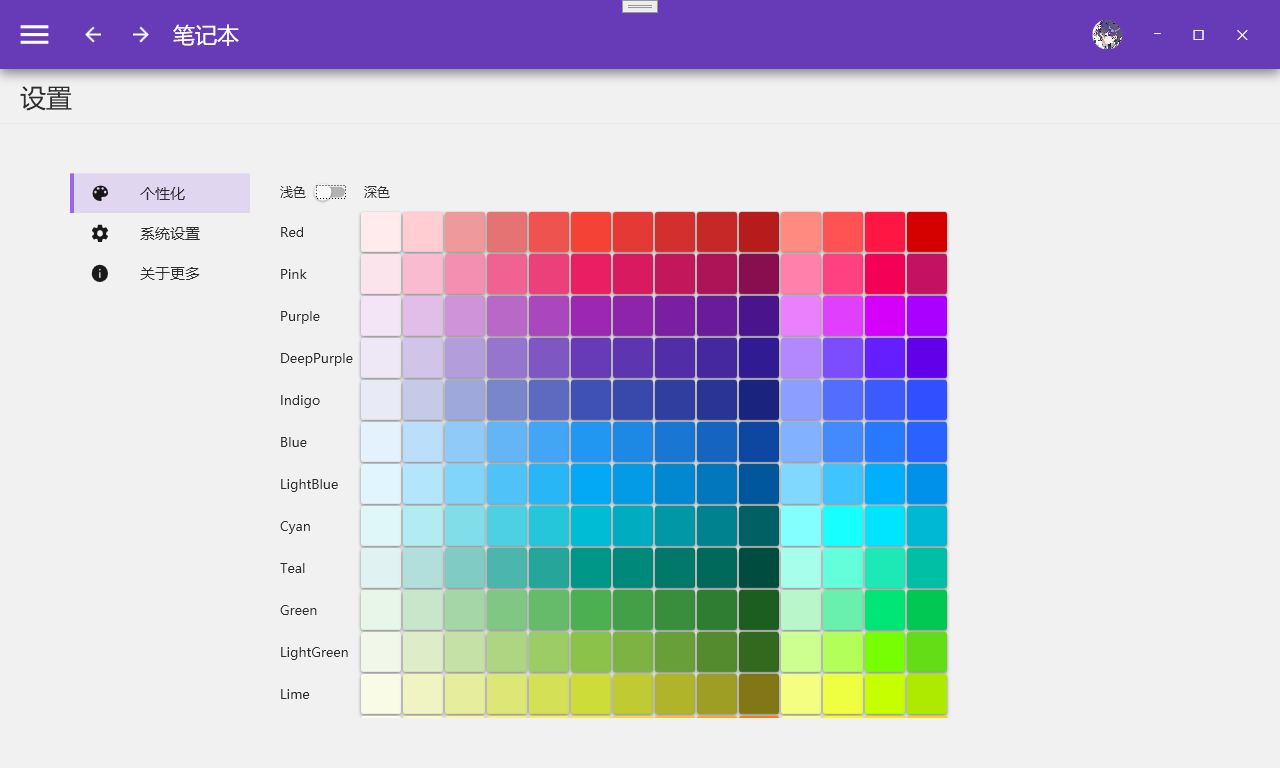 笔记本
设置
个性化
系统设置
关于更多
浅色 深色
Red
Pink
Purple
DeepPurple
Indigo
Blue
LightBlue
Cyan
Teal
Green
LightGreen
Lime